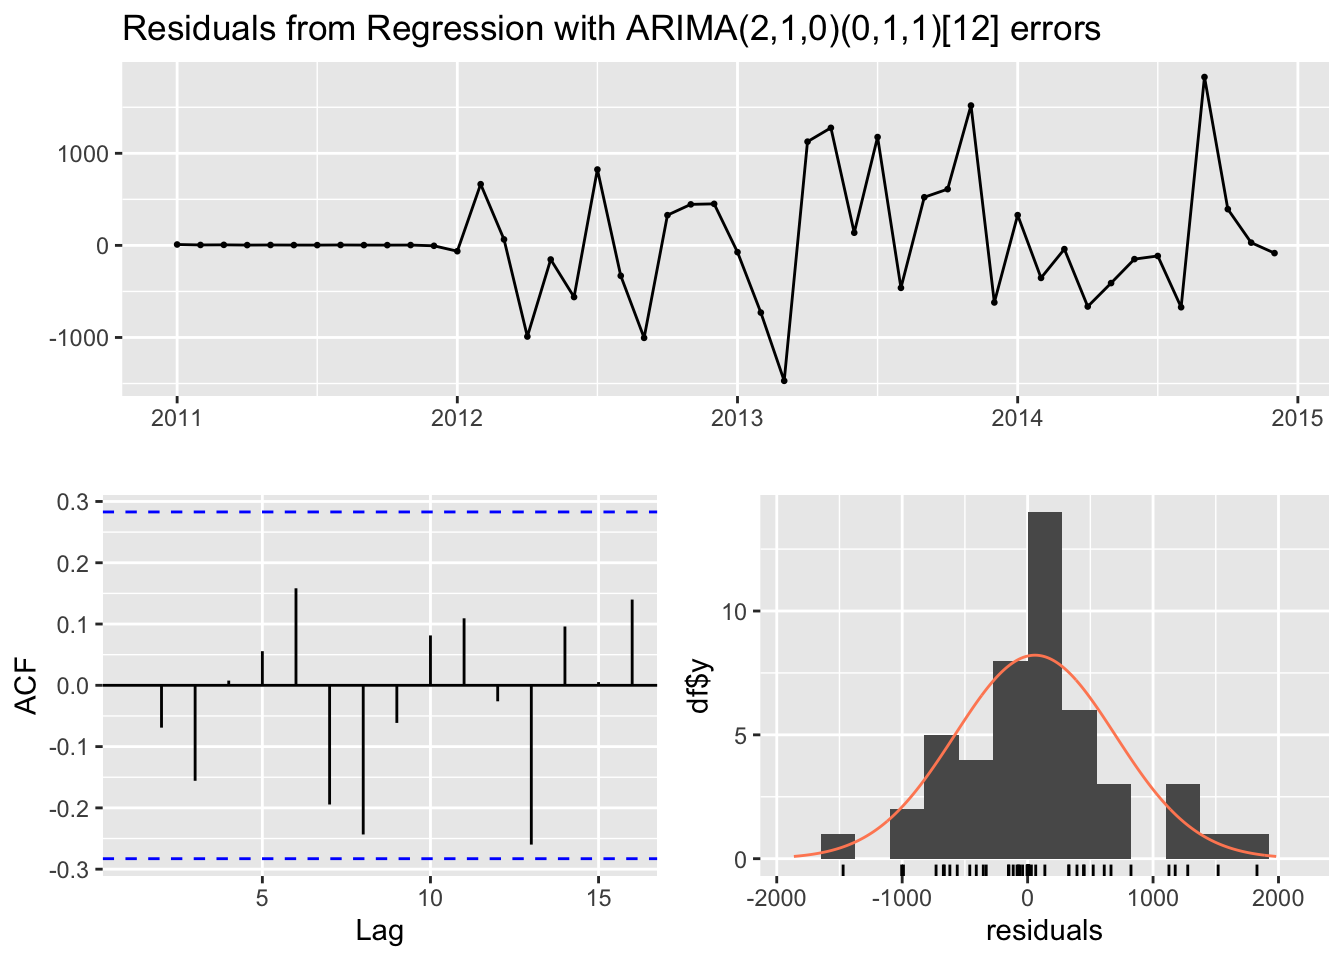 Residuals from Regression with ARIMA(2,1,0)(0,1,1)[12] errors
1000
0
-1000
2011 2012 2013 2014 2015
0.3
0.2
0.1
0.0
-0.1
-0.2
-0.3
ACF
5 10 15
Lag
10
5
0
df$y
-2000 -1000 0 1000 2000
residuals